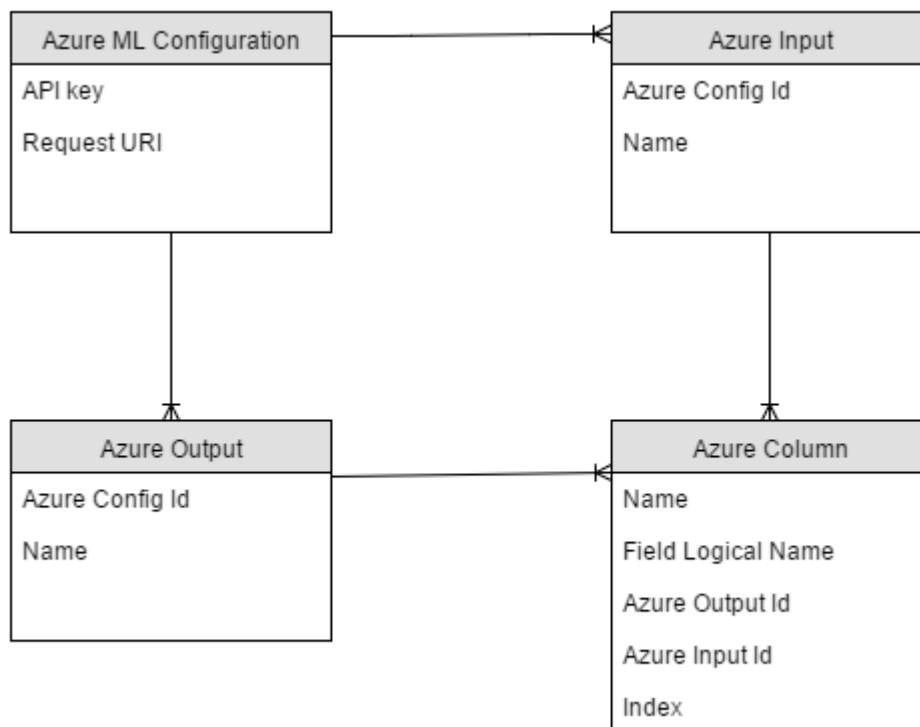 Azure ML Configuration
API key
Request URI
Azure Input
Azure Config Id
Name
Azure Output
Azure Config Id
Name
Azure Column
Name
Field Logical Name
Azure Output Id
Azure Input Id
Index